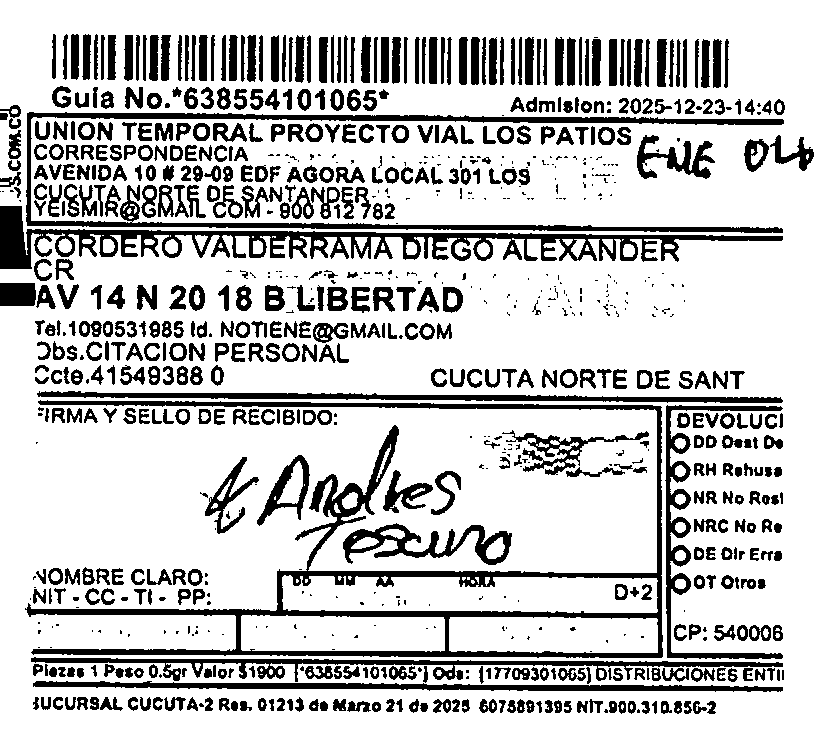 Guia No.*638554101065*
Admision: 2025-12-23-14:40
UNION TEMPORAL PROYECTO VIAL LOS PATIOS
CORRESPONDENCIA
AVENIDA 10 # 29-09 EDF AGORA LOCAL 301 LOS
CUCUTA NORTE DE SANTANDER
YEISMIR@GMAIL COM - 900 812 782
ENE
S.COM.CO
CORDERO VALDERRAMA DIEGO ALEXANDER
CR
AV 14 N 20 18 B LIBERTAD
Tel.1090531985 Id. NOTIENE@GMAIL.COM
Obs.CITACION PERSONAL
Ccte.41549388 0 CUCUTA NORTE DE SANT
FIRMA Y SELLO DE RECIBIDO:
Andres
Tescuro
NOMBRE CLARO:
NIT - CC - TI - PP:
DD MM AA HORA
D+2
DEVOLUCI
DD Dest De
RH Rehusa
NR No Resi
NRC No Re
DE Dir Erra
OT Otros
CP: 540006
Piezas 1 Peso 0.5gr Valor $1900 [*638554101065*] Ods: [17709301065] DISTRIBUCIONES ENTI
SUCURSAL CUCUTA-2 Res. 01213 de Marzo 21 de 2025 6075891395 NIT.900.310.856-2